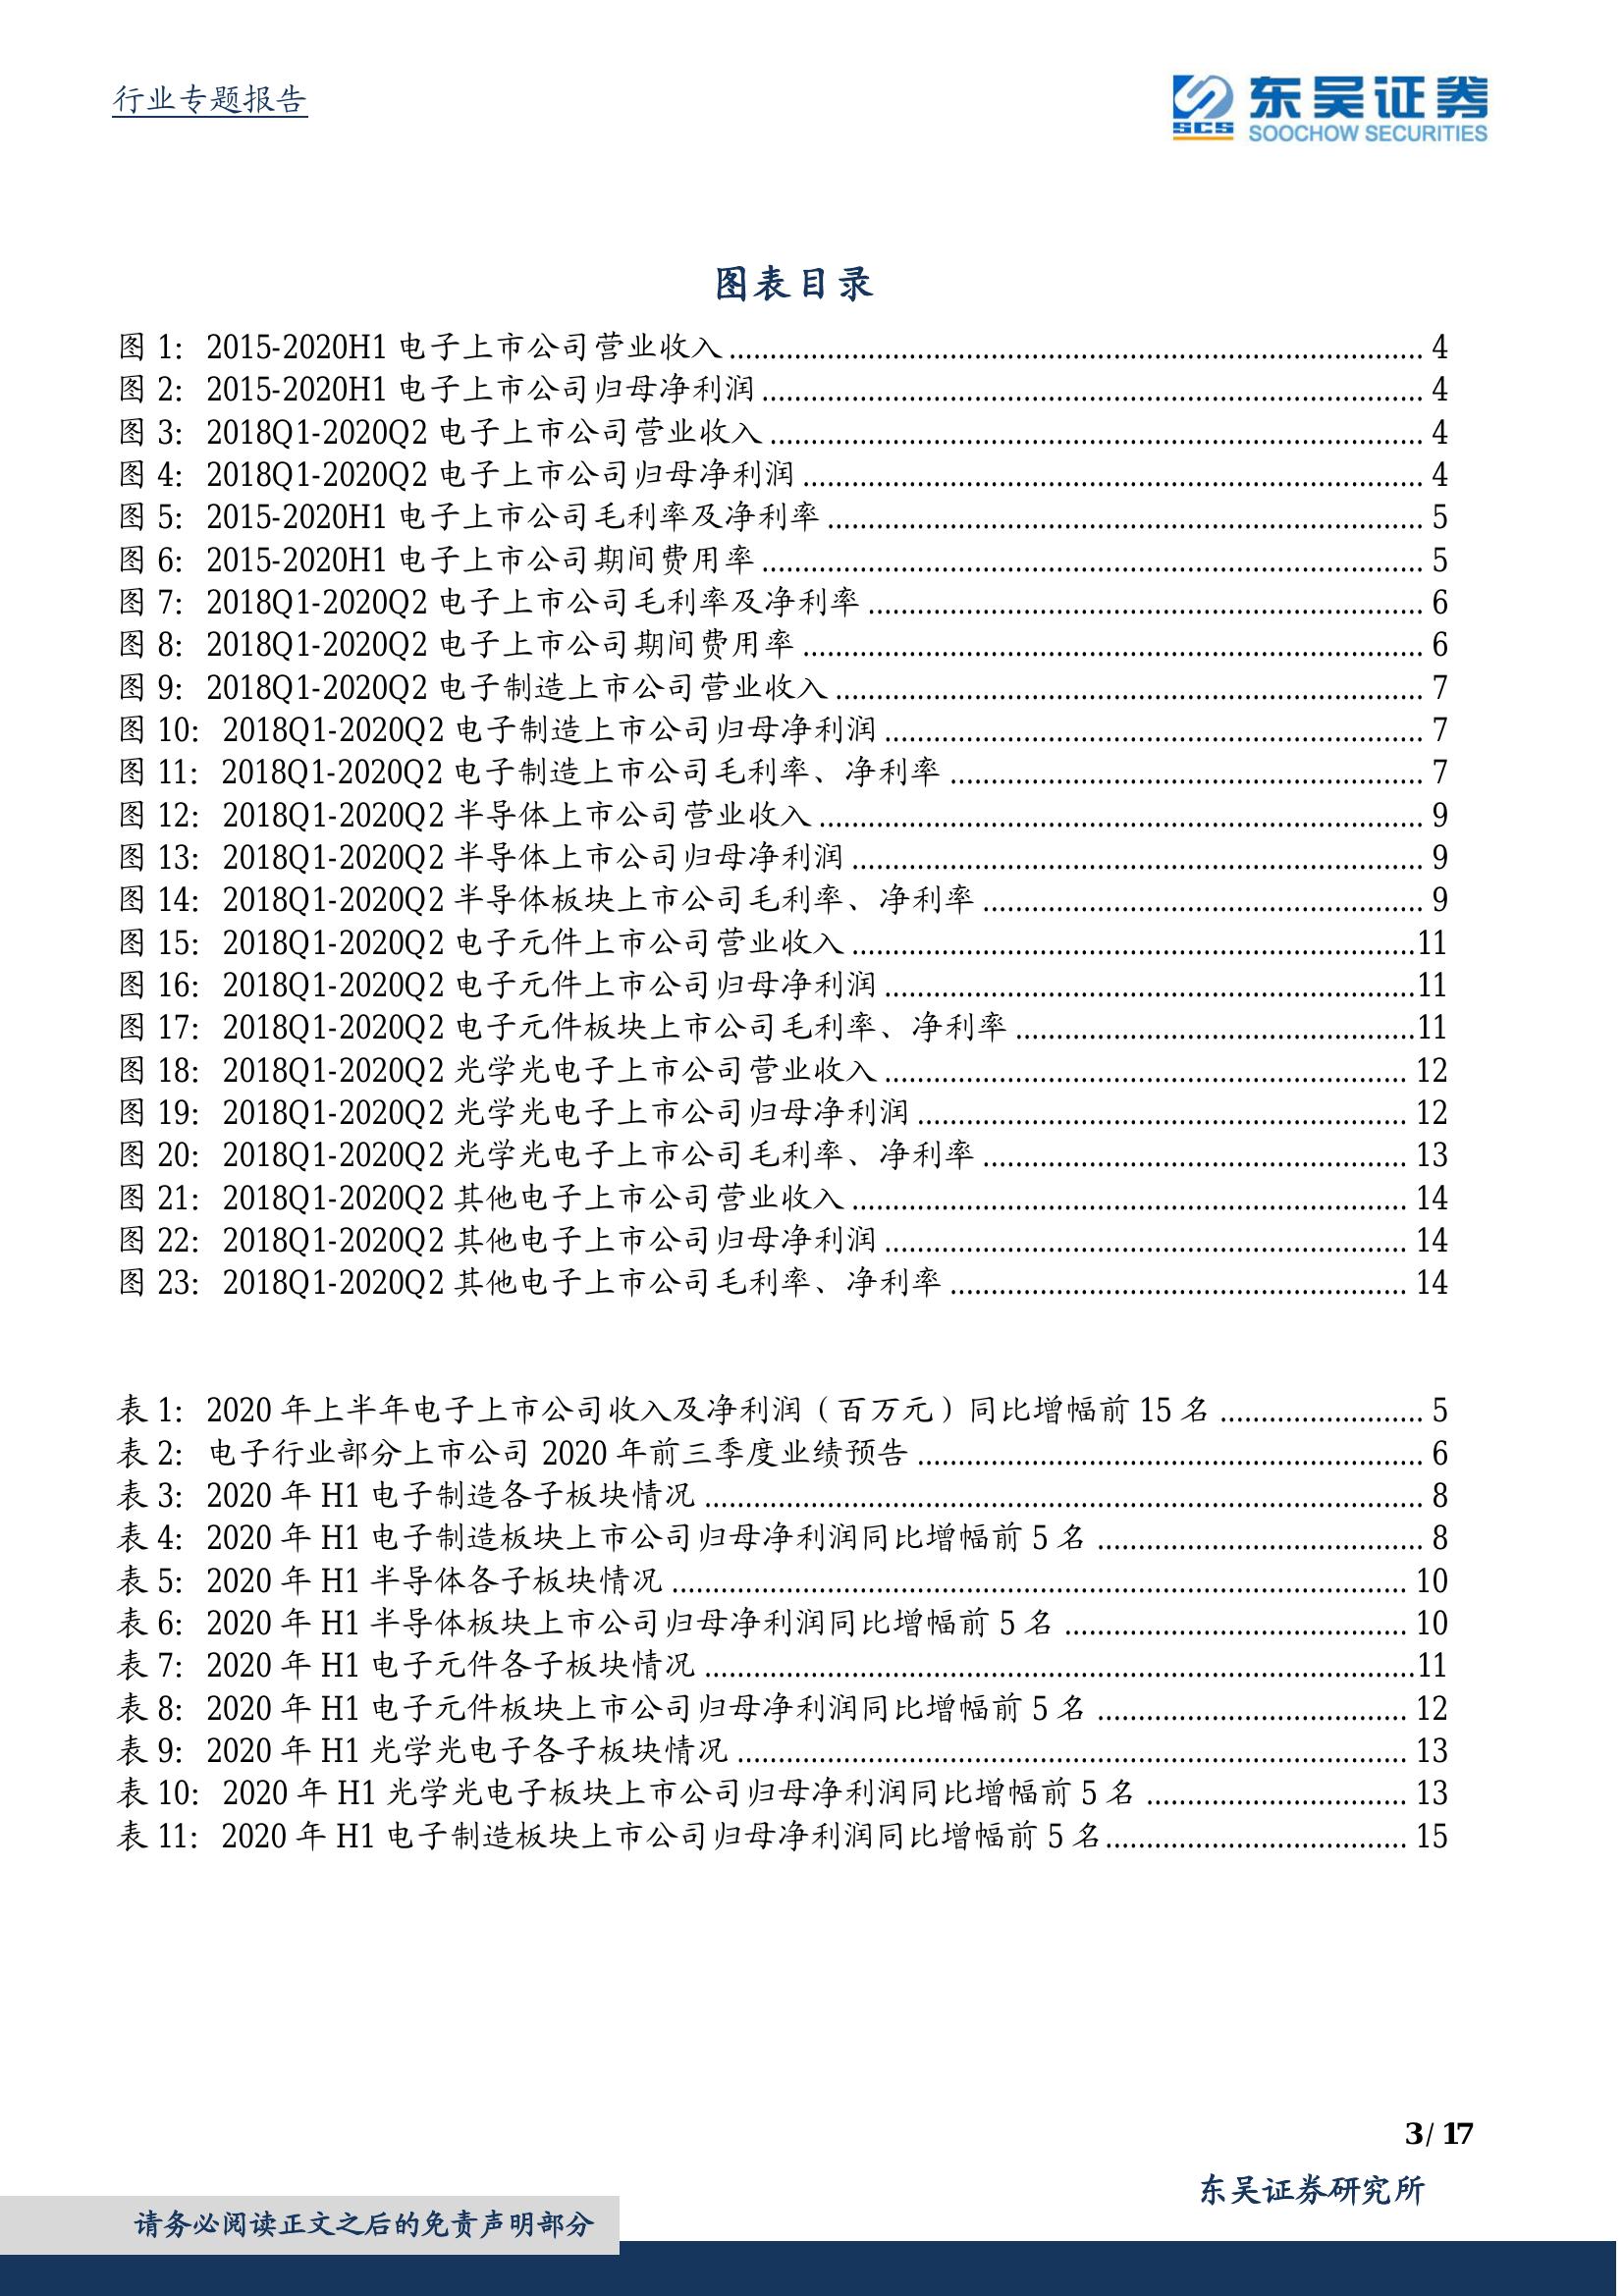 行业专题报告
SCS 东吴证券
SOOCHOW SECURITIES
图表目录
图 1: 2015-2020H1 电子上市公司营业收入 ........ 4
图 2: 2015-2020H1 电子上市公司归母净利润 ........ 4
图 3: 2018Q1-2020Q2 电子上市公司营业收入 ........ 4
图 4: 2018Q1-2020Q2 电子上市公司归母净利润 ........ 4
图 5: 2015-2020H1 电子上市公司毛利率及净利率 ........ 5
图 6: 2015-2020H1 电子上市公司期间费用率 ........ 5
图 7: 2018Q1-2020Q2 电子上市公司毛利率及净利率 ........ 6
图 8: 2018Q1-2020Q2 电子上市公司期间费用率 ........ 6
图 9: 2018Q1-2020Q2 电子制造上市公司营业收入 ........ 7
图 10: 2018Q1-2020Q2 电子制造上市公司归母净利润 ........ 7
图 11: 2018Q1-2020Q2 电子制造上市公司毛利率、净利率 ........ 7
图 12: 2018Q1-2020Q2 半导体上市公司营业收入 ........ 9
图 13: 2018Q1-2020Q2 半导体上市公司归母净利润 ........ 9
图 14: 2018Q1-2020Q2 半导体板块上市公司毛利率、净利率 ........ 9
图 15: 2018Q1-2020Q2 电子元件上市公司营业收入 ........ 11
图 16: 2018Q1-2020Q2 电子元件上市公司归母净利润 ........ 11
图 17: 2018Q1-2020Q2 电子元件板块上市公司毛利率、净利率 ........ 11
图 18: 2018Q1-2020Q2 光学光电子上市公司营业收入 ........ 12
图 19: 2018Q1-2020Q2 光学光电子上市公司归母净利润 ........ 12
图 20: 2018Q1-2020Q2 光学光电子上市公司毛利率、净利率 ........ 13
图 21: 2018Q1-2020Q2 其他电子上市公司营业收入 ........ 14
图 22: 2018Q1-2020Q2 其他电子上市公司归母净利润 ........ 14
图 23: 2018Q1-2020Q2 其他电子上市公司毛利率、净利率 ........ 14
表 1: 2020 年上半年电子上市公司收入及净利润（百万元）同比增幅前 15 名 ........ 5
表 2: 电子行业部分上市公司 2020 年前三季度业绩预告 ........ 6
表 3: 2020 年 H1 电子制造各子板块情况 ........ 8
表 4: 2020 年 H1 电子制造板块上市公司归母净利润同比增幅前 5 名 ........ 8
表 5: 2020 年 H1 半导体各子板块情况 ........ 10
表 6: 2020 年 H1 半导体板块上市公司归母净利润同比增幅前 5 名 ........ 10
表 7: 2020 年 H1 电子元件各子板块情况 ........ 11
表 8: 2020 年 H1 电子元件板块上市公司归母净利润同比增幅前 5 名 ........ 12
表 9: 2020 年 H1 光学光电子各子板块情况 ........ 13
表 10: 2020 年 H1 光学光电子板块上市公司归母净利润同比增幅前 5 名 ........ 13
表 11: 2020 年 H1 电子制造板块上市公司归母净利润同比增幅前 5 名 ........ 15
3 / 17
东吴证券研究所
请务必阅读正文之后的免责声明部分